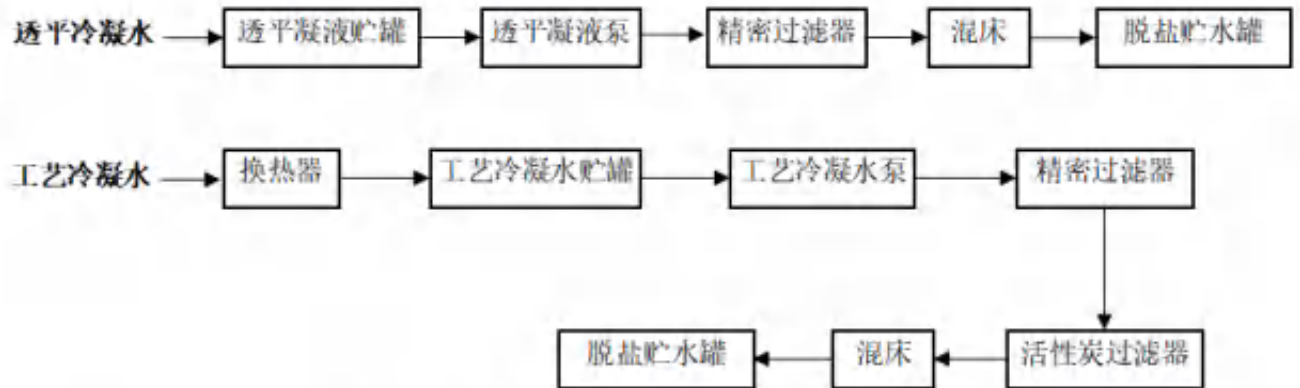 透平冷凝水 透平凝液贮罐 透平凝液泵 精密过滤器 混床 脱盐贮水罐
工艺冷凝水 换热器 工艺冷凝水贮罐 工艺冷凝水泵 精密过滤器
脱盐贮水罐 混床 活性炭过滤器